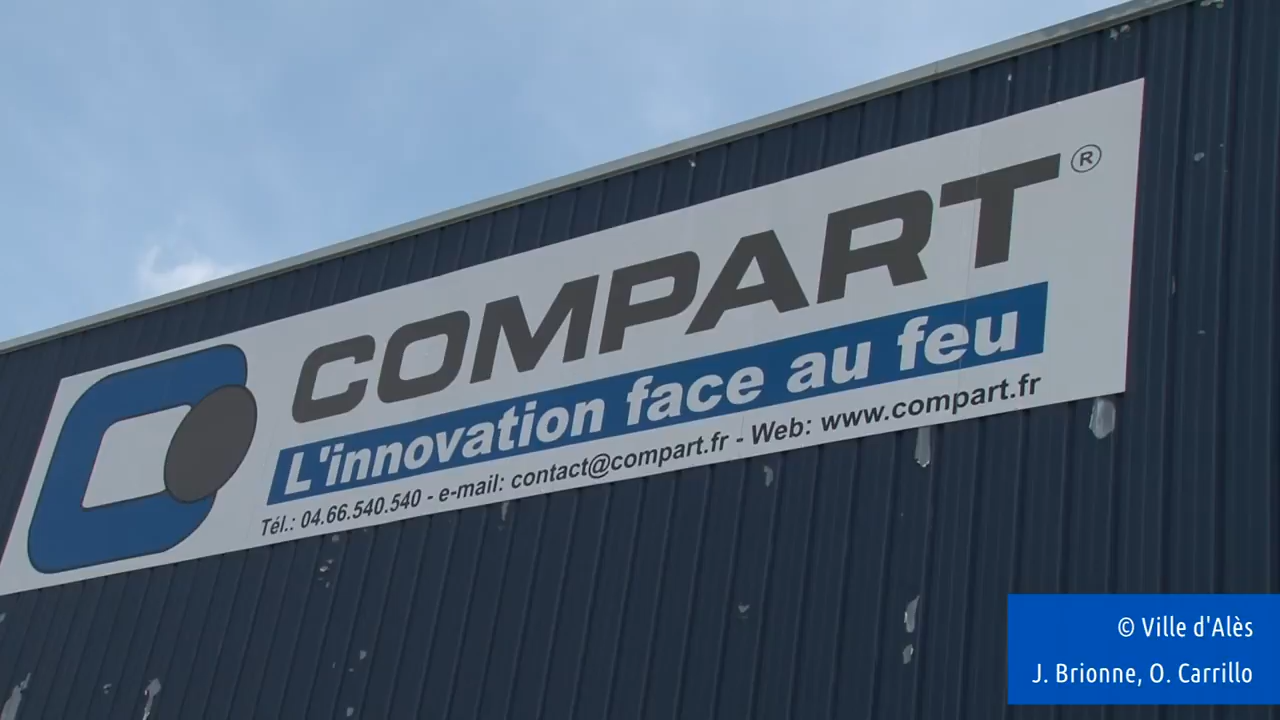 COMPART®
L'innovation face au feu
Tél.: 04.66.540.540 - e-mail: contact@compart.fr - Web: www.compart.fr
© Ville d'Alès
J. Brionne, O. Carrillo